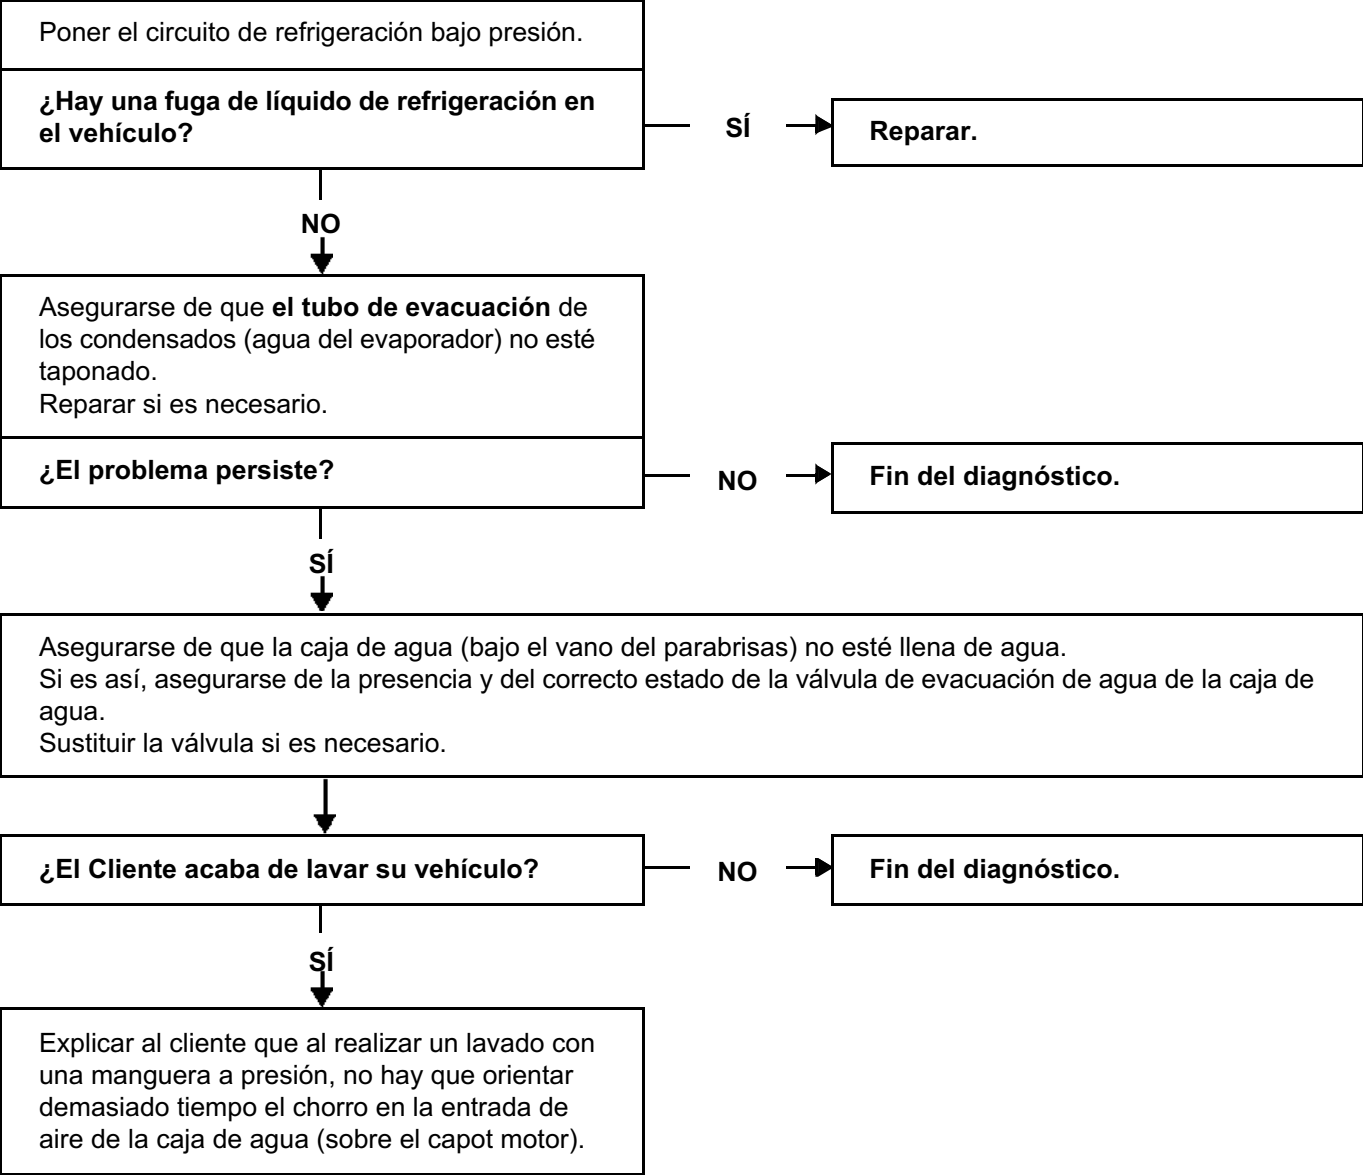 Poner el circuito de refrigeración bajo presión.
¿Hay una fuga de líquido de refrigeración en
el vehículo?
SÍ
Reparar.
NO
Asegurarse de que el tubo de evacuación de
los condensados (agua del evaporador) no esté
taponado.
Reparar si es necesario.
¿El problema persiste?
NO
Fin del diagnóstico.
SÍ
Asegurarse de que la caja de agua (bajo el vano del parabrisas) no esté llena de agua.
Si es así, asegurarse de la presencia y del correcto estado de la válvula de evacuación de agua de la caja de
agua.
Sustituir la válvula si es necesario.
¿El Cliente acaba de lavar su vehículo?
NO
Fin del diagnóstico.
SÍ
Explicar al cliente que al realizar un lavado con
una manguera a presión, no hay que orientar
demasiado tiempo el chorro en la entrada de
aire de la caja de agua (sobre el capot motor).